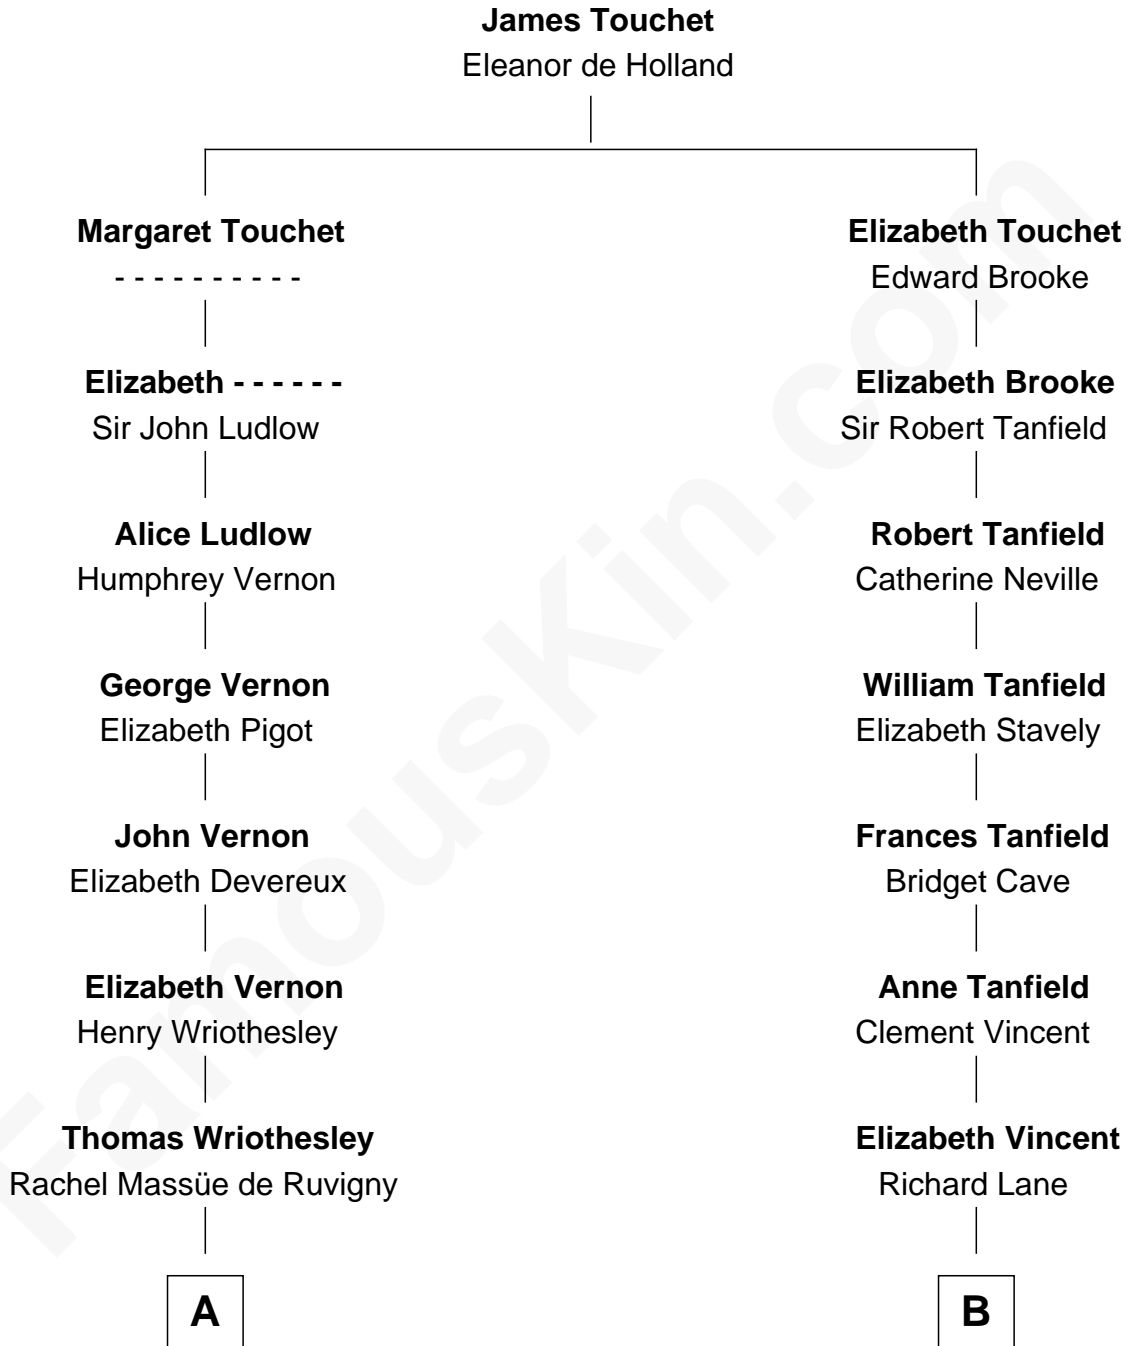 James Touchet
Eleanor de Holland
Margaret Touchet
- - - - - - - - - -
Elizabeth - - - - - -
Sir John Ludlow
Alice Ludlow
Humphrey Vernon
George Vernon
Elizabeth Pigot
John Vernon
Elizabeth Devereux
Elizabeth Vernon
Henry Wriothesley
Thomas Wriothesley
Rachel Massüe de Ruvigny
A
Elizabeth Touchet
Edward Brooke
Elizabeth Brooke
Sir Robert Tanfield
Robert Tanfield
Catherine Neville
William Tanfield
Elizabeth Stavely
Frances Tanfield
Bridget Cave
Anne Tanfield
Clement Vincent
Elizabeth Vincent
Richard Lane
B
FamousKin.com